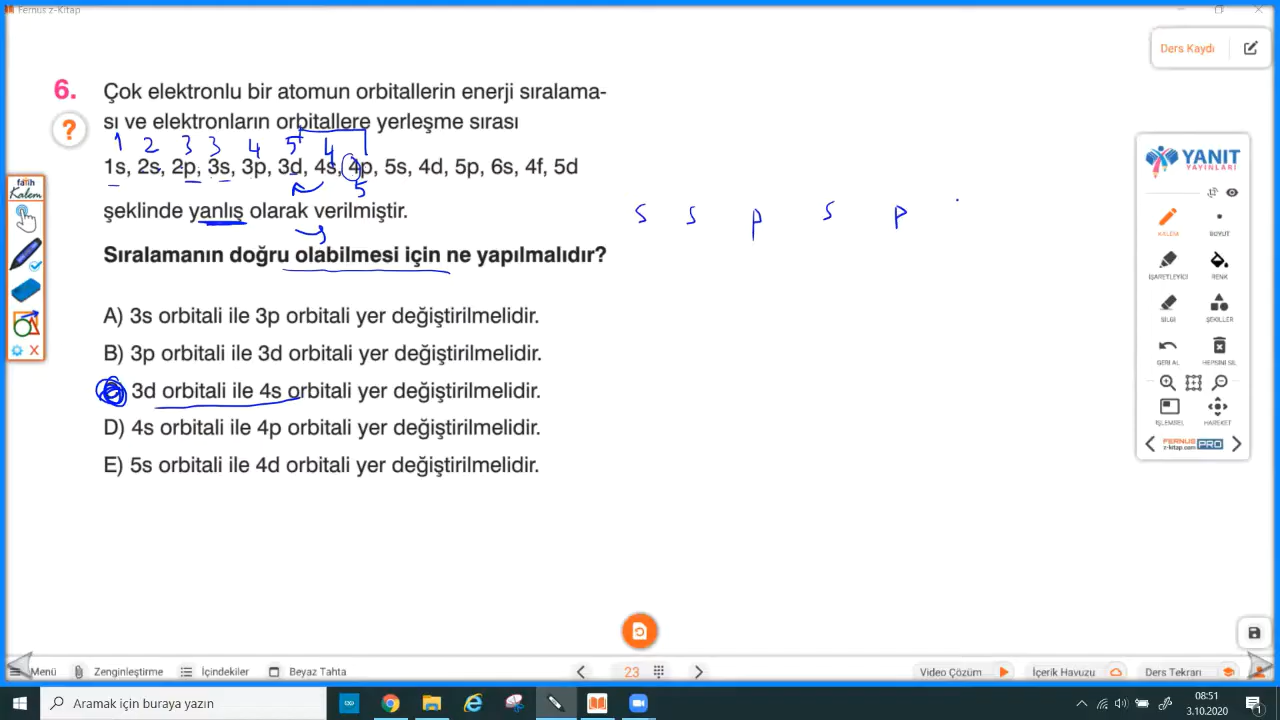 Fernus z-Kitap
Ders Kaydı
6. Çok elektronlu bir atomun orbitallerin enerji sıralama-
sı ve elektronların orbitallere yerleşme sırası
1 2 3 3 4 5 4
1s, 2s, 2p, 3s, 3p, 3d, 4s, 4p, 5s, 4d, 5p, 6s, 4f, 5d
5
şeklinde yanlış olarak verilmiştir.
s s p s p
Sıralamanın doğru olabilmesi için ne yapılmalıdır?
A) 3s orbitali ile 3p orbitali yer değiştirilmelidir.
B) 3p orbitali ile 3d orbitali yer değiştirilmelidir.
3d orbitali ile 4s orbitali yer değiştirilmelidir.
D) 4s orbitali ile 4p orbitali yer değiştirilmelidir.
E) 5s orbitali ile 4d orbitali yer değiştirilmelidir.
fatih
Kalem
YANIT
YAYINLARI
KALEM BOYUT
İŞARETLEYİCİ RENK
SİLGİ ŞEKİLLER
GERİ AL HEPSİNİ SİL
İŞLEMSEL HAREKET
FERNUS
z-kitap.com PRO
Menü Zenginleştirme İçindekiler Beyaz Tahta 23 Video Çözüm İçerik Havuzu Ders Tekrarı
Aramak için buraya yazın
08:51
3.10.2020